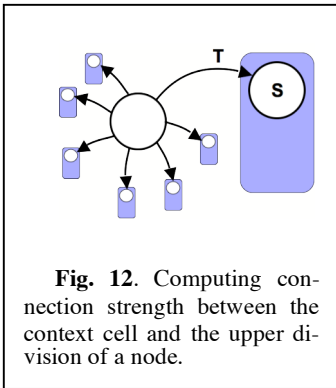 T
S
Fig. 12. Computing con-
nection strength between the
context cell and the upper di-
vision of a node.